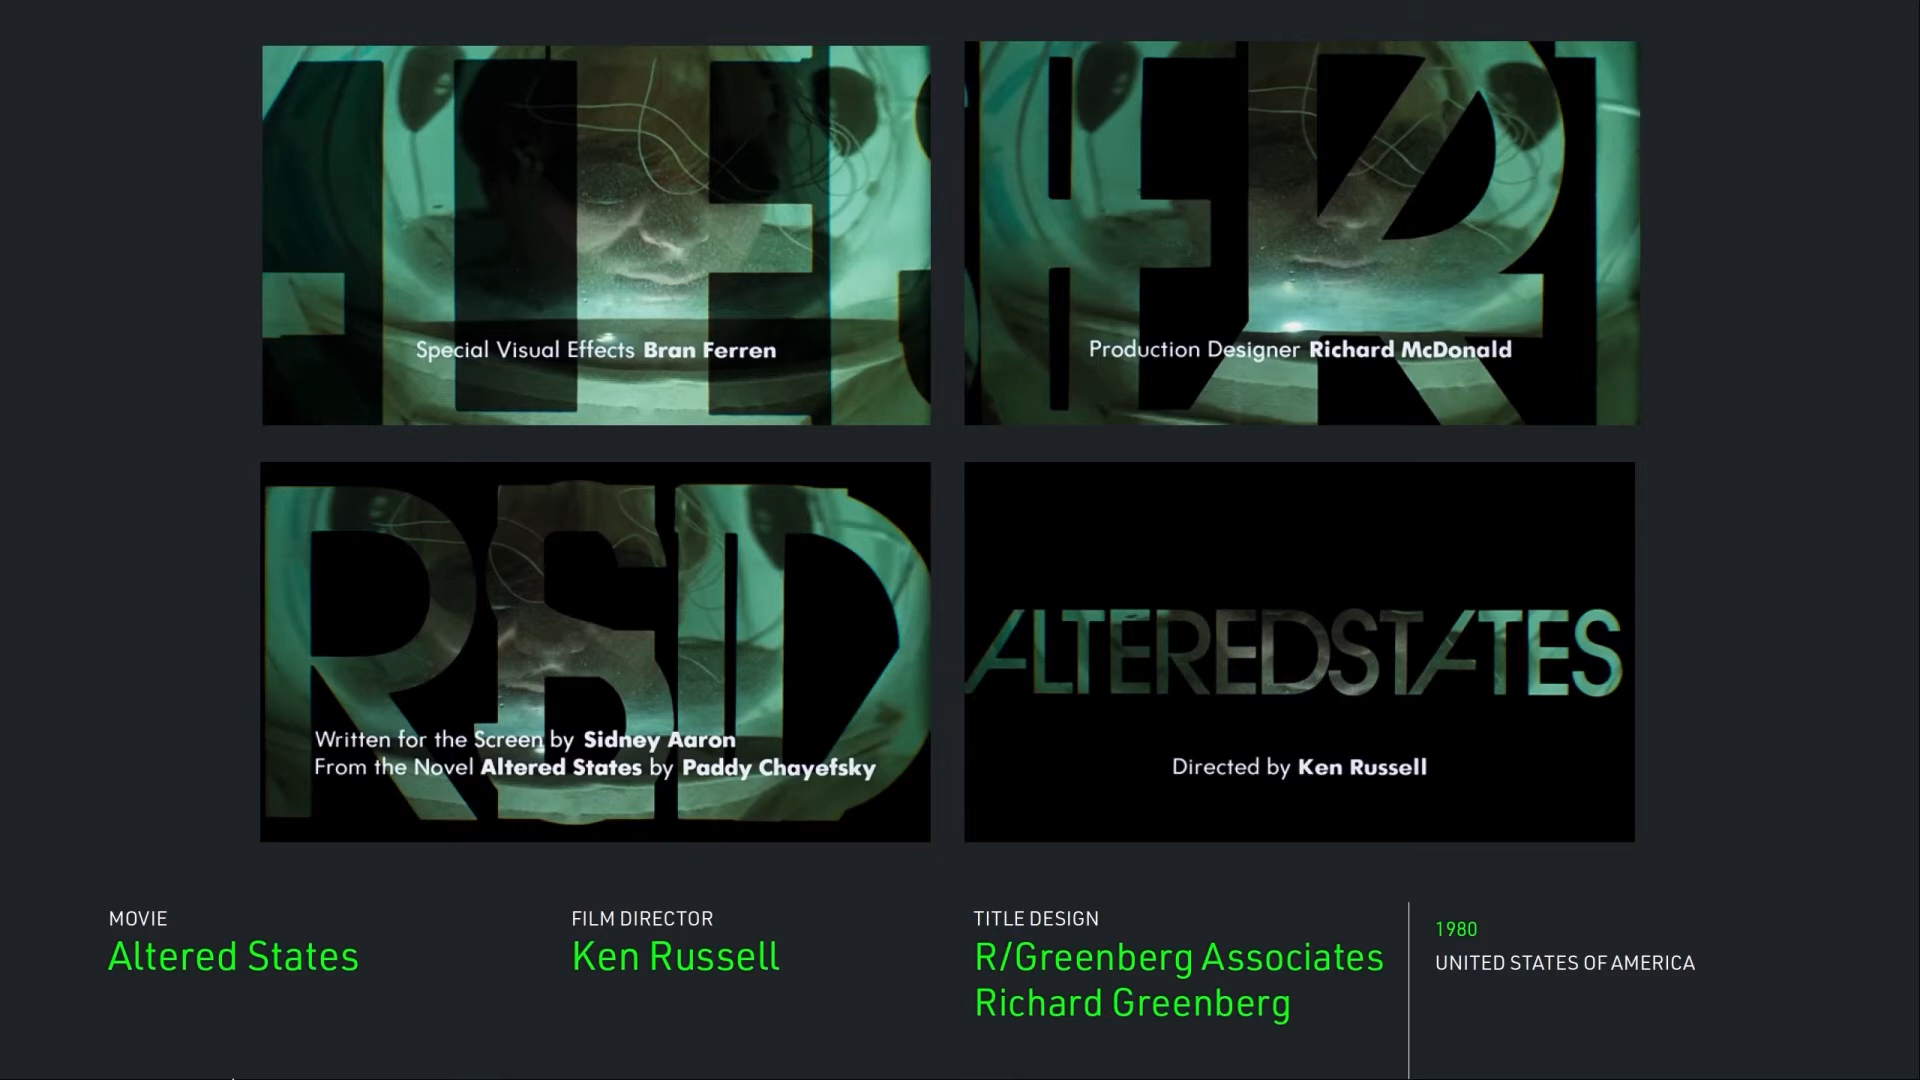 Special Visual Effects Bran Ferren
Production Designer Richard McDonald
Written for the Screen by Sidney Aaron
From the Novel Altered States by Paddy Chayefsky
ALTEREDSTATES
Directed by Ken Russell
MOVIE
Altered States
FILM DIRECTOR
Ken Russell
TITLE DESIGN
R/Greenberg Associates
Richard Greenberg
1980
UNITED STATES OF AMERICA